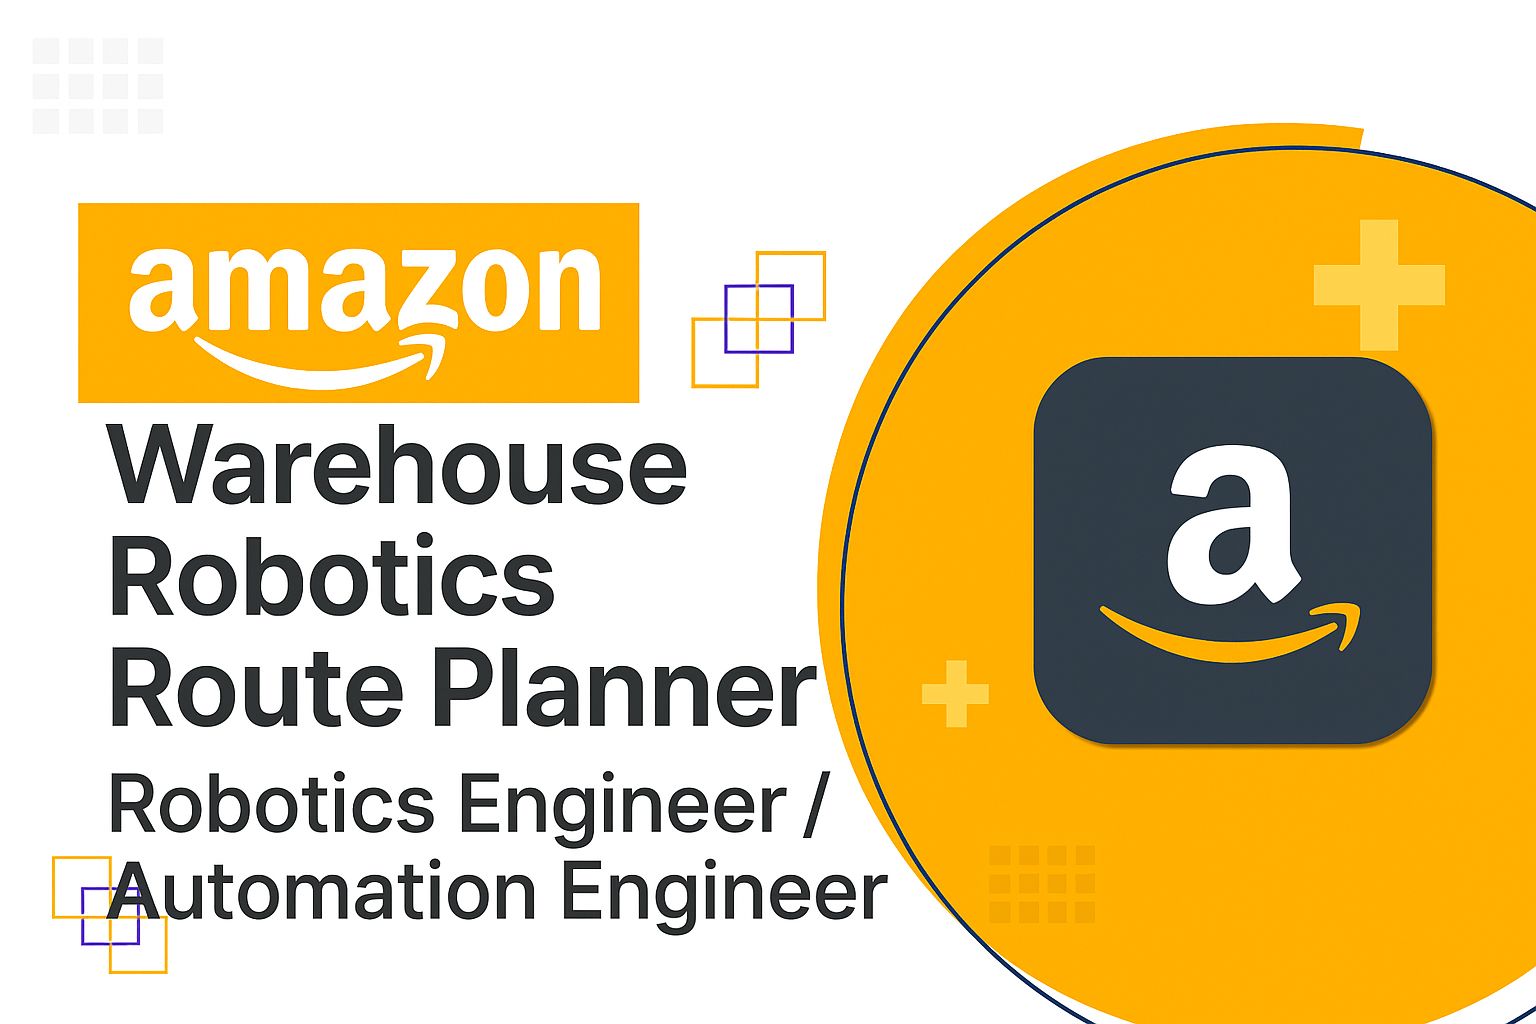 amazon
Warehouse
Robotics
Route Planner
Robotics Engineer /
Automation Engineer
a